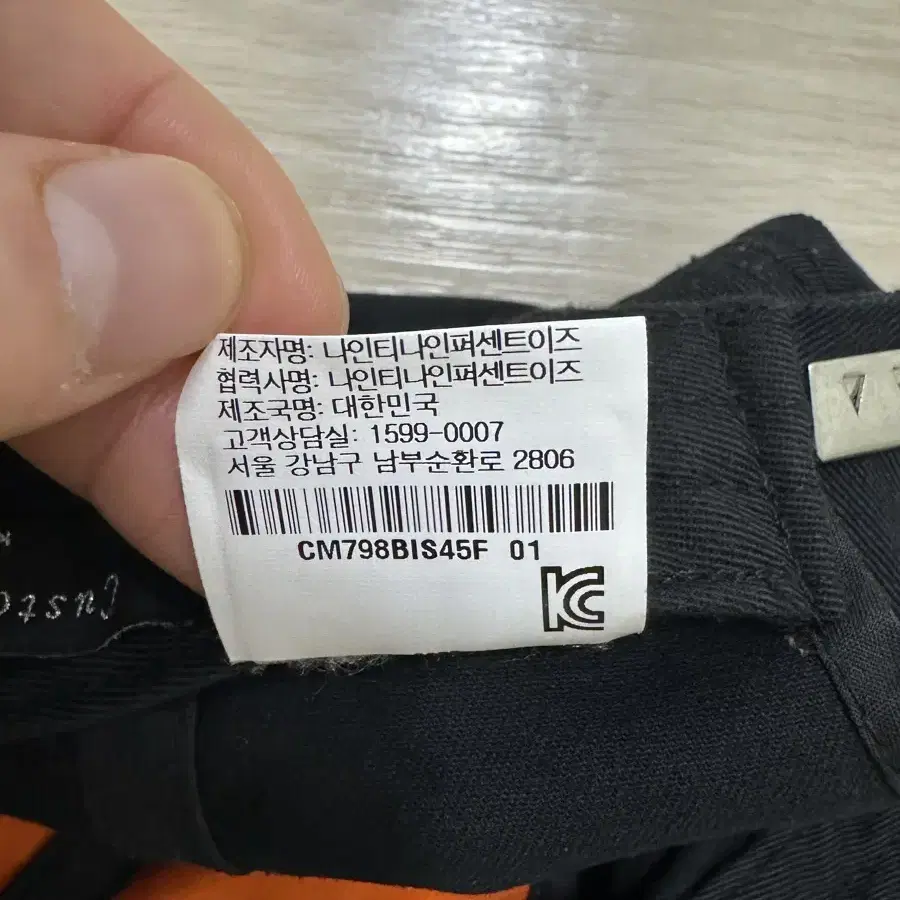 제조자명: 나인티나인퍼센트이즈
협력사명: 나인티나인퍼센트이즈
제조국명: 대한민국
고객상담실: 1599-0007
서울 강남구 남부순환로 2806
CM798BIS45F 01
KC